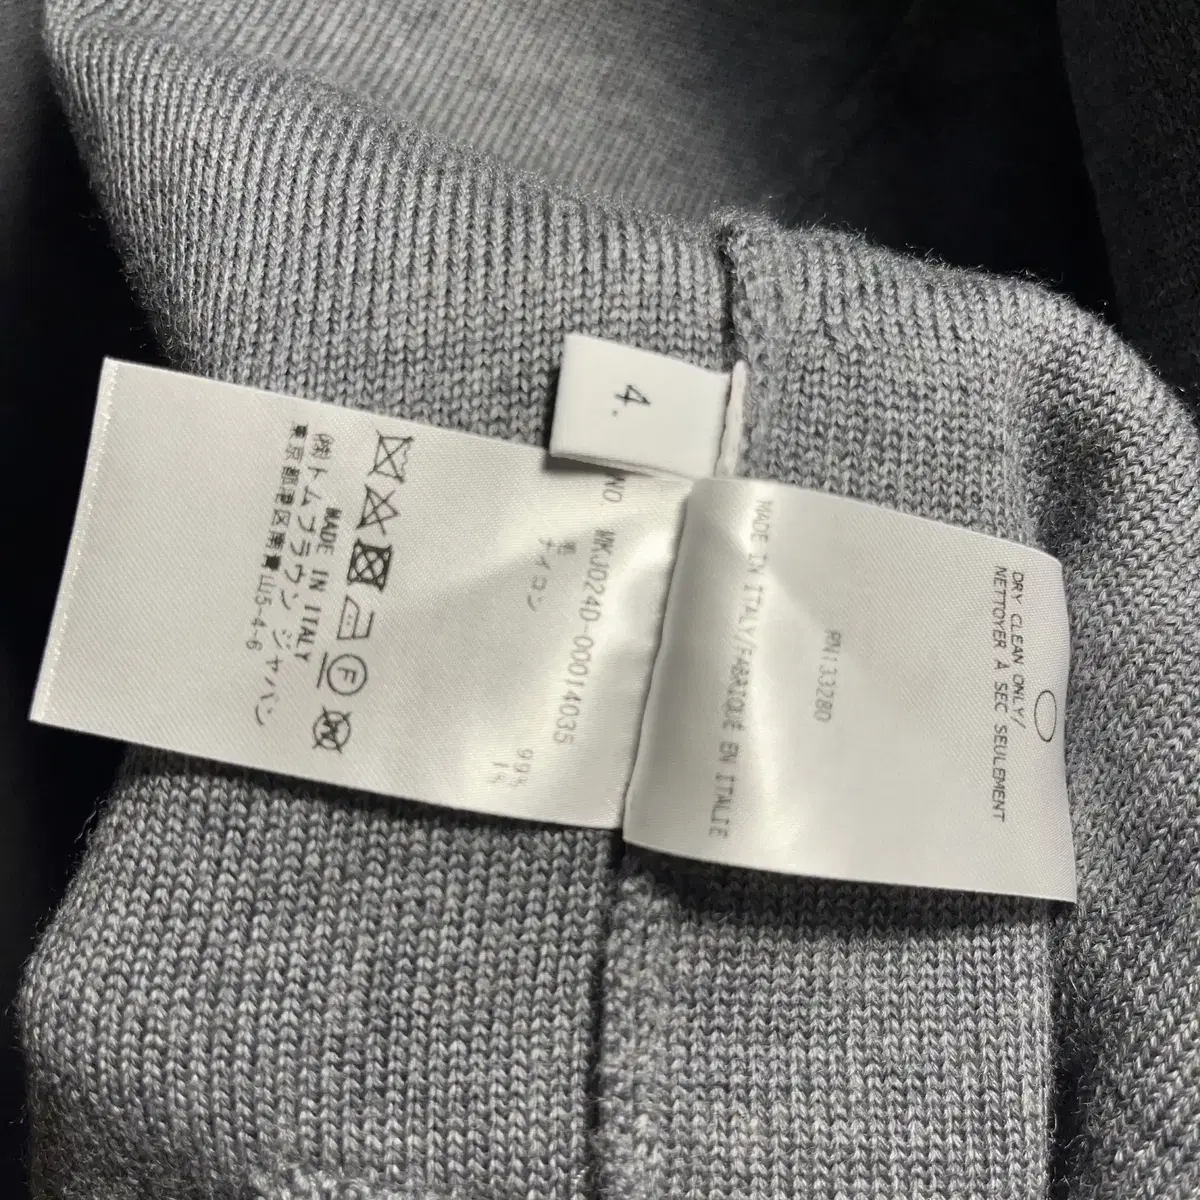 4.
NO. MKJ024D-00014035
毛 99%
ナイロン 1%
F
MADE IN ITALY
㈱トムブラウン ジャパン
東京都港区南青山5-4-6
MADE IN ITALY/FABRIQUÉ EN ITALIE
RN133280
DRY CLEAN ONLY/
NETTOYER À SEC SEULEMENT